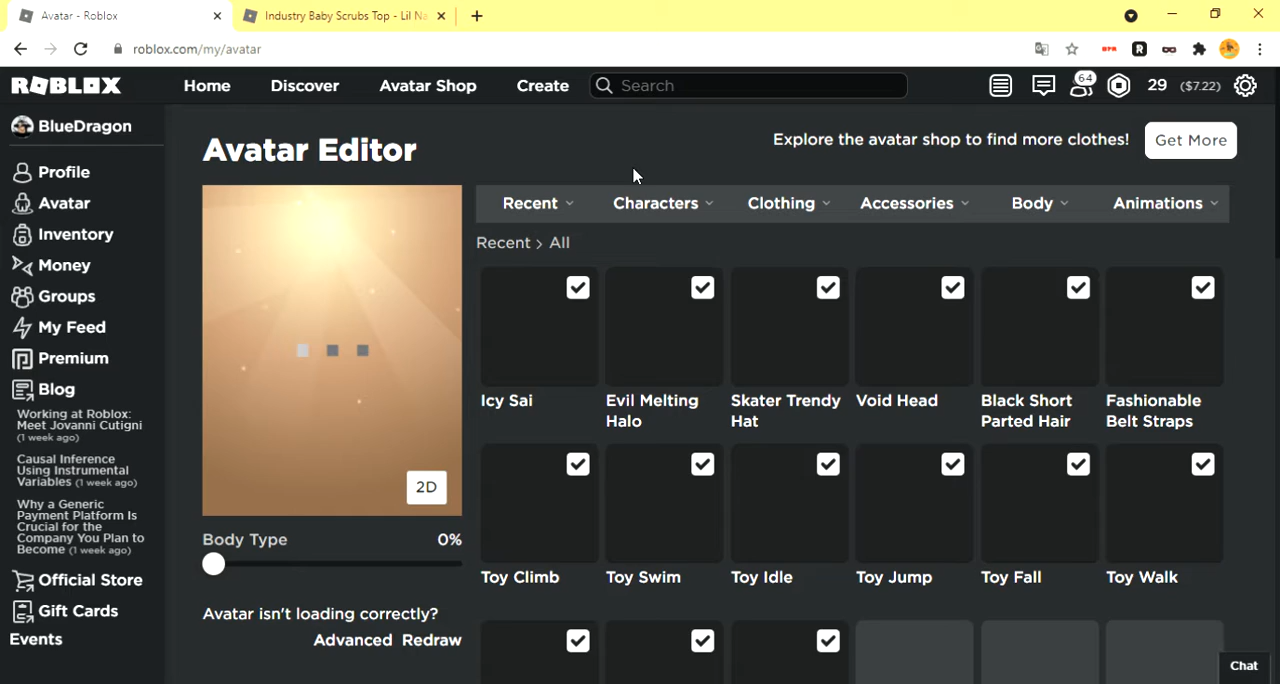 Avatar - Roblox
Industry Baby Scrubs Top - Lil Na
roblox.com/my/avatar
ROBLOX
Home
Discover
Avatar Shop
Create
Search
64
29
($7.22)
BlueDragon
Profile
Avatar
Inventory
Money
Groups
My Feed
Premium
Blog
Working at Roblox:
Meet Jovanni Cutigni
(1 week ago)
Causal Inference
Using Instrumental
Variables (1 week ago)
Why a Generic
Payment Platform Is
Crucial for the
Company You Plan to
Become (1 week ago)
Official Store
Gift Cards
Events
Avatar Editor
Explore the avatar shop to find more clothes!
Get More
2D
Body Type
0%
Avatar isn't loading correctly?
Advanced
Redraw
Recent
Characters
Clothing
Accessories
Body
Animations
Recent > All
Icy Sai
Evil Melting
Halo
Skater Trendy
Hat
Void Head
Black Short
Parted Hair
Fashionable
Belt Straps
Toy Climb
Toy Swim
Toy Idle
Toy Jump
Toy Fall
Toy Walk
Chat